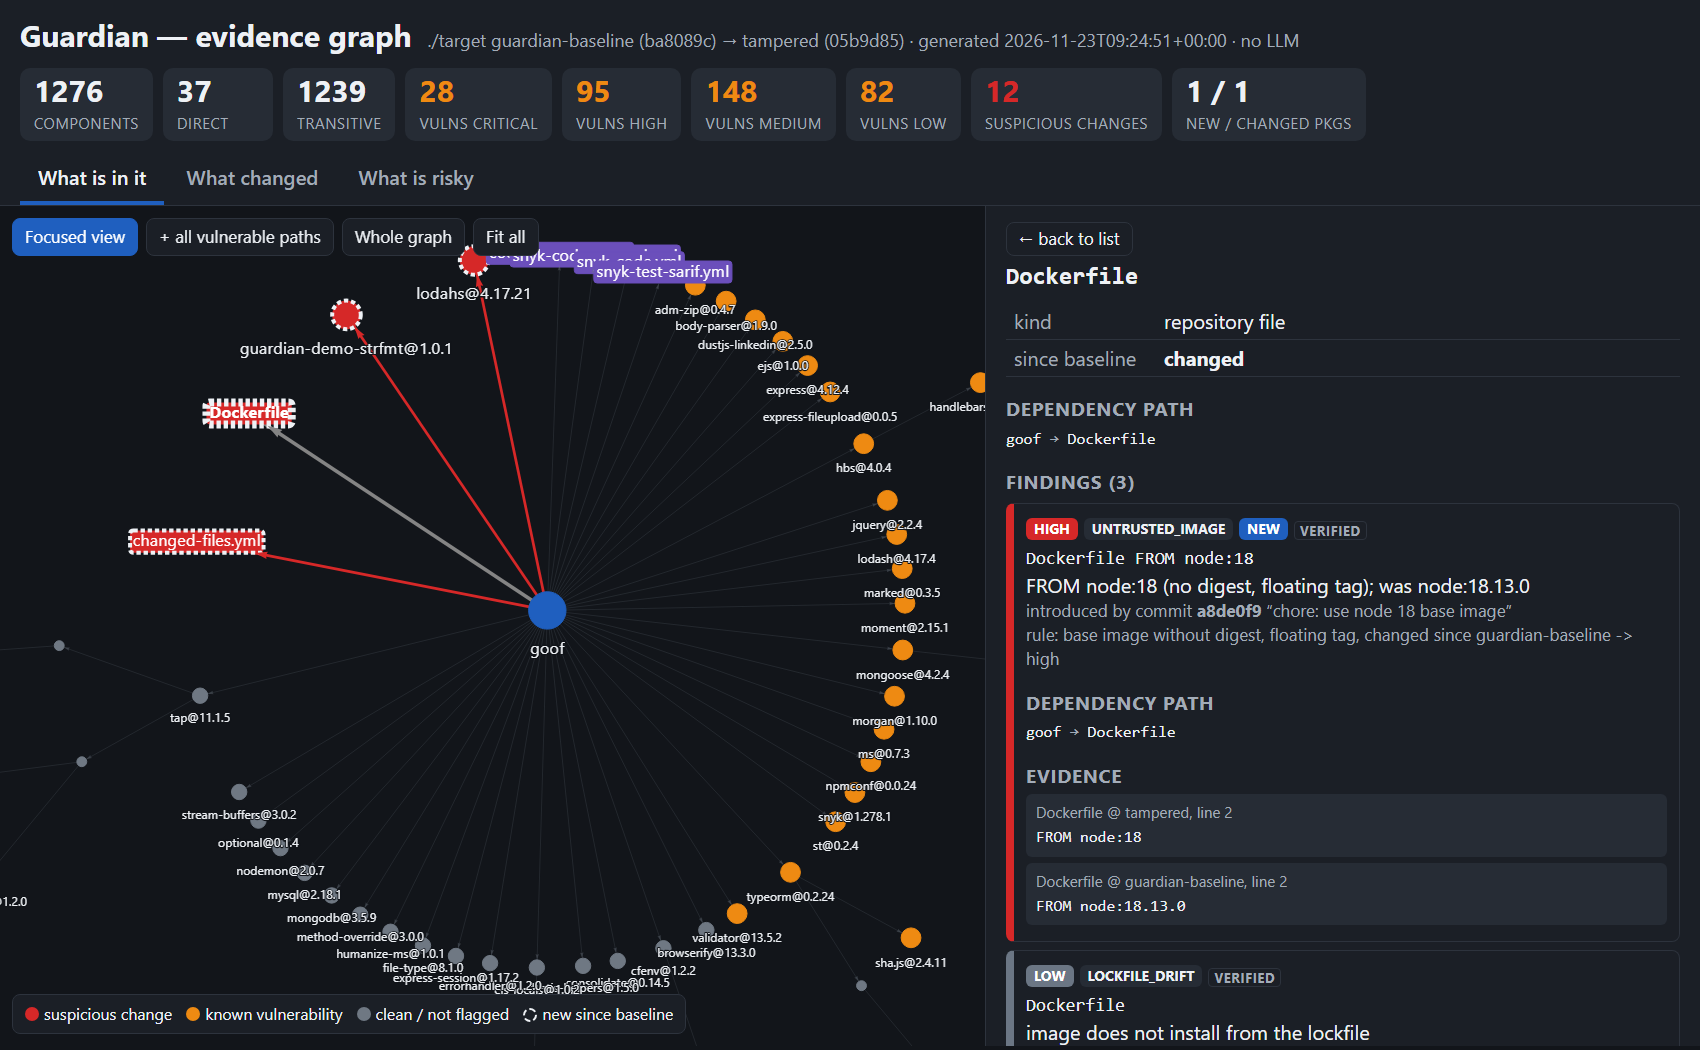 Guardian — evidence graph
./target guardian-baseline (ba8089c) → tampered (05b9d85) · generated 2026-11-23T09:24:51+00:00 · no LLM
1276
COMPONENTS
37
DIRECT
1239
TRANSITIVE
28
VULNS CRITICAL
95
VULNS HIGH
148
VULNS MEDIUM
82
VULNS LOW
12
SUSPICIOUS CHANGES
1 / 1
NEW / CHANGED PKGS
What is in it
What changed
What is risky
Focused view
+ all vulnerable paths
Whole graph
Fit all
snyk-test-sarif.yml
lodahs@4.17.21
guardian-demo-strfmt@1.0.1
Dockerfile
changed-files.yml
goof
adm-zip@0.4.7
body-parser@1.9.0
dustjs-linkedin@2.5.0
ejs@1.0.0
express@4.12.4
express-fileupload@0.0.5
handlebars
hbs@4.0.4
jquery@2.2.4
lodash@4.17.4
marked@0.3.5
moment@2.15.1
mongoose@4.2.4
morgan@1.10.0
ms@0.7.3
npmconf@0.0.24
snyk@1.278.1
st@0.2.4
typeorm@0.2.24
validator@13.5.2
sha.js@2.4.11
browserify@13.3.0
cfenv@1.2.2
tap@11.1.5
stream-buffers@3.0.2
optional@0.1.4
nodemon@2.0.7
mysql@2.18.1
mongodb@3.5.9
method-override@3.0.0
humanize-ms@1.0.1
file-type@8.1.0
express-session@1.17.2
@1.2.0
suspicious change
known vulnerability
clean / not flagged
new since baseline
← back to list
Dockerfile
kind repository file
since baseline changed
DEPENDENCY PATH
goof → Dockerfile
FINDINGS (3)
HIGH UNTRUSTED_IMAGE NEW VERIFIED
Dockerfile FROM node:18
FROM node:18 (no digest, floating tag); was node:18.13.0
introduced by commit a8de0f9 “chore: use node 18 base image”
rule: base image without digest, floating tag, changed since guardian-baseline ->
high
DEPENDENCY PATH
goof → Dockerfile
EVIDENCE
Dockerfile @ tampered, line 2
FROM node:18
Dockerfile @ guardian-baseline, line 2
FROM node:18.13.0
LOW LOCKFILE_DRIFT VERIFIED
Dockerfile
image does not install from the lockfile